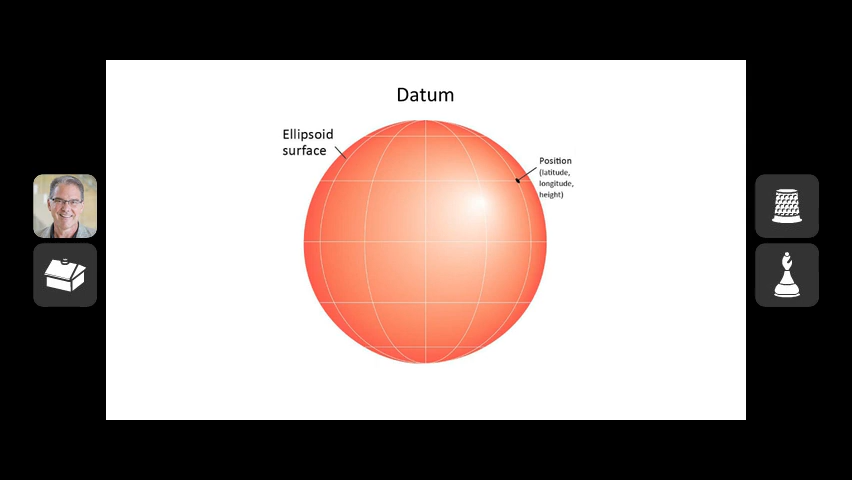 Datum
Ellipsoid
surface
Position
(latitude,
longitude,
height)